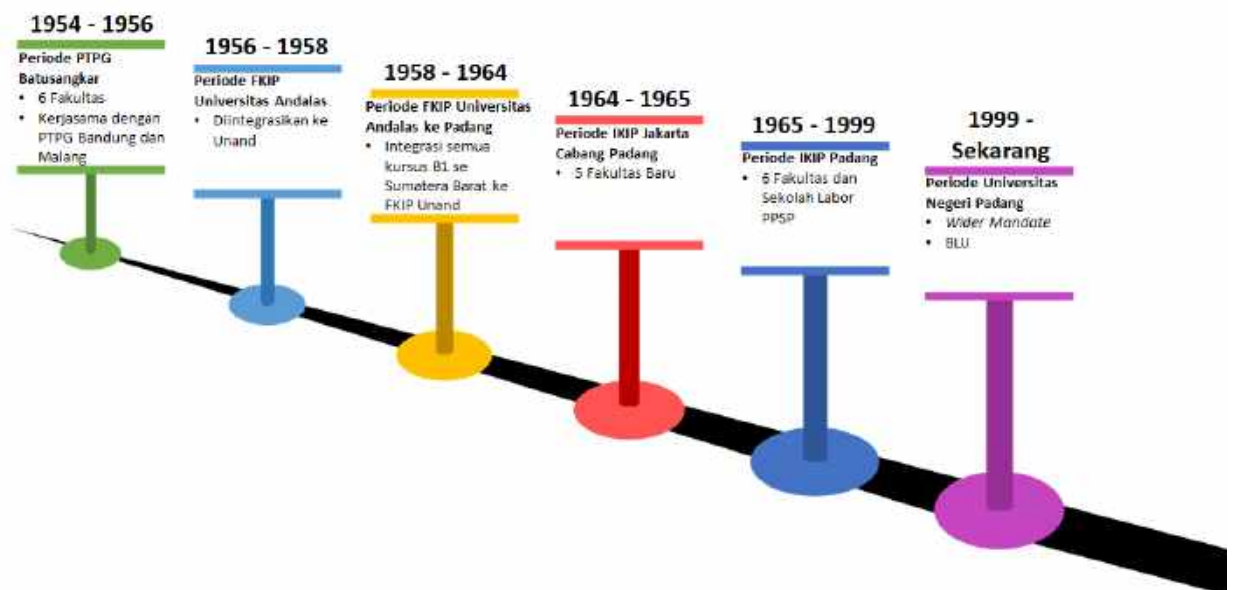 1954 - 1956
Periode PTPG
Batusangkar
• 6 Fakultas
• Kerjasama dengan
PTPG Bandung dan
Malang
1956 - 1958
Periode FKIP
Universitas Andalas
• Diintegrasikan ke
Unand
1958 - 1964
Periode FKIP Universitas
Andalas ke Padang
• Integrasi semua
kursus B1 se
Sumatera Barat ke
FKIP Unand
1964 - 1965
Periode IKIP Jakarta
Cabang Padang
• 5 Fakultas Baru
1965 - 1999
Periode IKIP Padang
• 6 Fakultas dan
Sekolah Labor
PPSP
1999 -
Sekarang
Periode Universitas
Negeri Padang
• Wider Mandate
• BLU